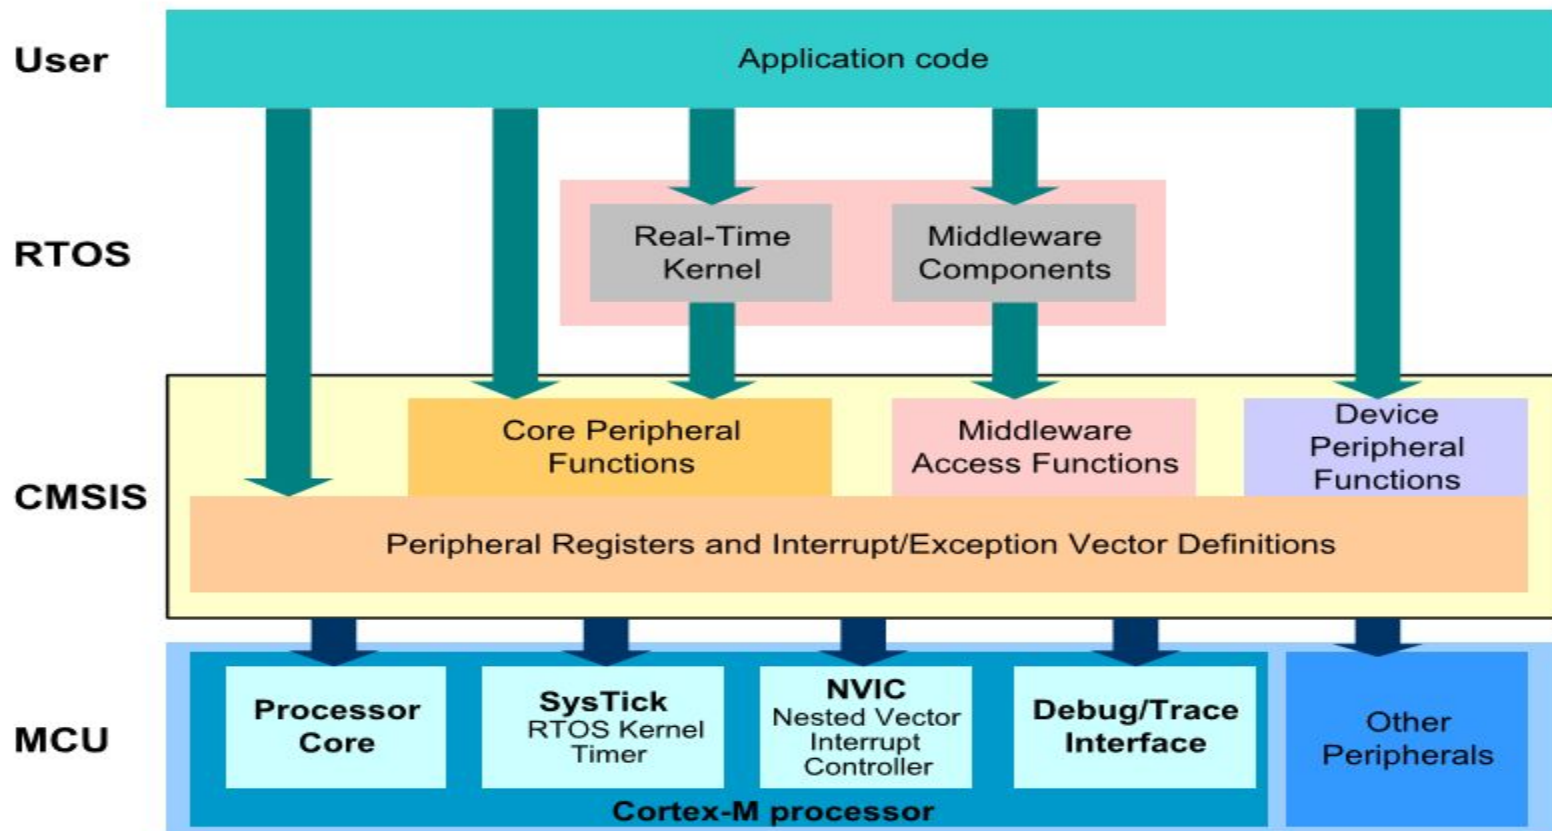 User
Application code
RTOS
Real-Time
Kernel
Middleware
Components
CMSIS
Core Peripheral
Functions
Middleware
Access Functions
Device
Peripheral
Functions
Peripheral Registers and Interrupt/Exception Vector Definitions
MCU
Processor
Core
SysTick
RTOS Kernel
Timer
NVIC
Nested Vector
Interrupt
Controller
Debug/Trace
Interface
Other
Peripherals
Cortex-M processor